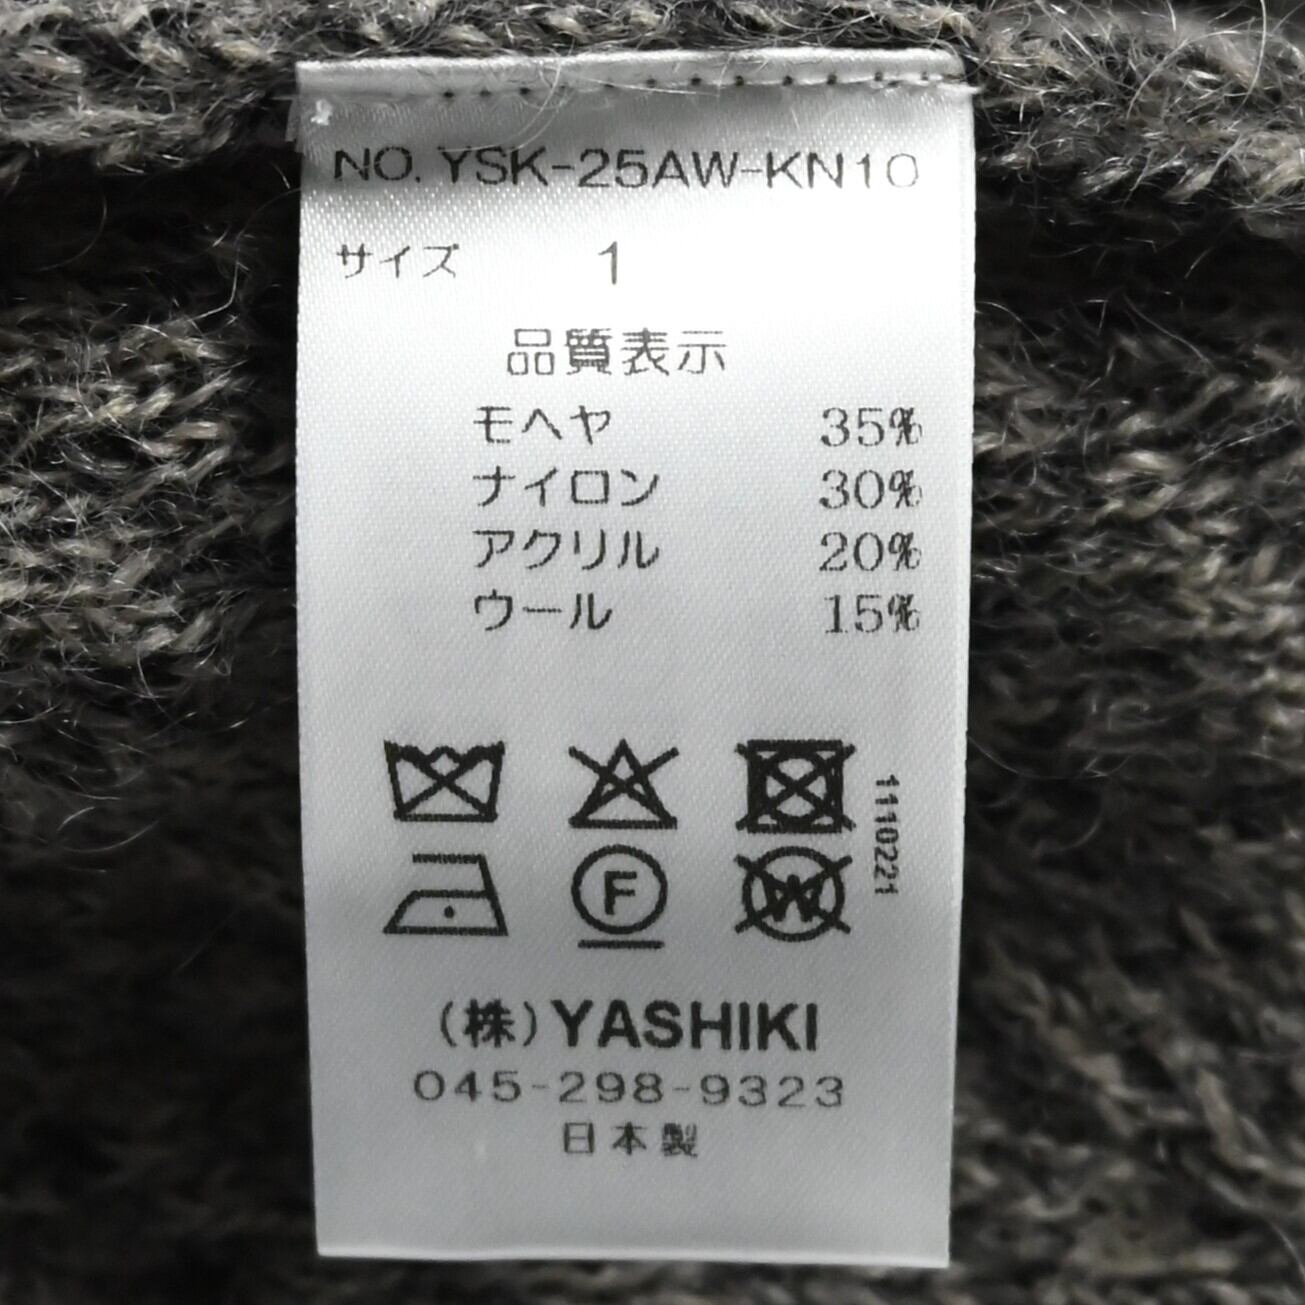 NO. YSK-25AW-KN10
サイズ 1
品質表示
モヘヤ 35%
ナイロン 30%
アクリル 20%
ウール 15%
1110221
F
W
(株)YASHIKI
045-298-9323
日本製